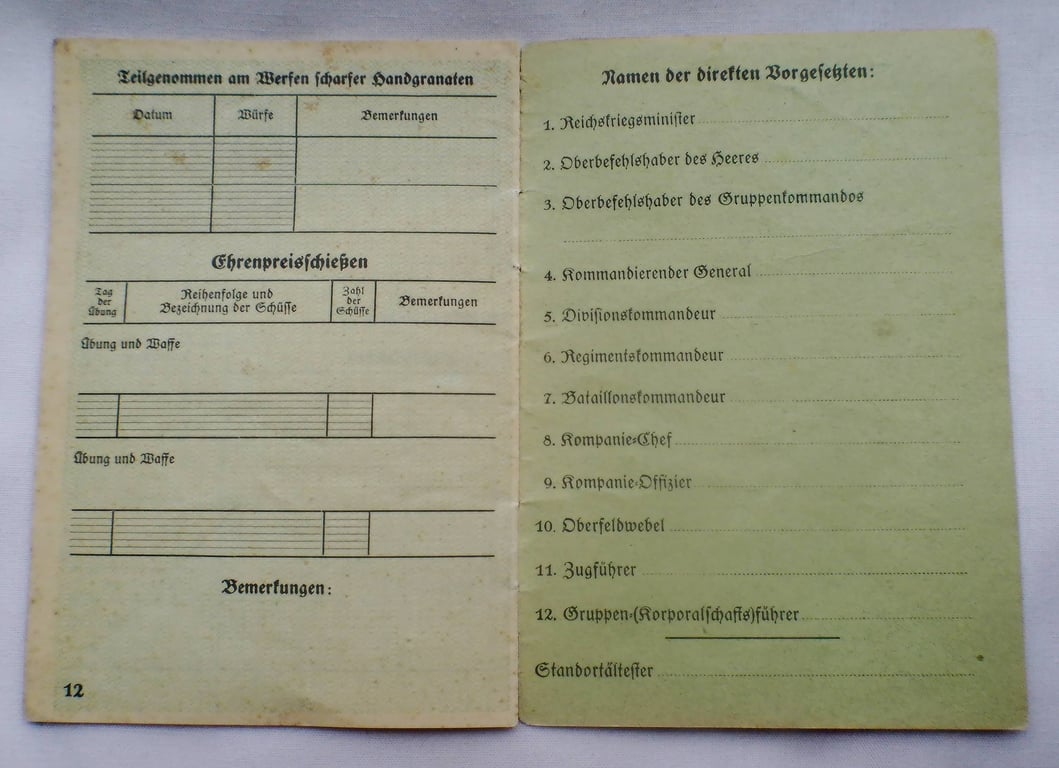 Teilgenommen am Werfen scharfer Handgranaten
Datum Würfe Bemerkungen
Ehrenpreisschießen
Tag
der
Übung
Reihenfolge und
Bezeichnung der Schüsse
Zahl
der
Schüsse
Bemerkungen
Übung und Waffe
Übung und Waffe
Bemerkungen:
12
Namen der direkten Vorgesetzten:
1. Reichskriegsminister
2. Oberbefehlshaber des Heeres
3. Oberbefehlshaber des Gruppenkommandos
4. Kommandierender General
5. Divisionskommandeur
6. Regimentskommandeur
7. Bataillonskommandeur
8. Kompanie-Chef
9. Kompanie-Offizier
10. Oberfeldwebel
11. Zugführer
12. Gruppen-(Korporalschafts)führer
Standortältester